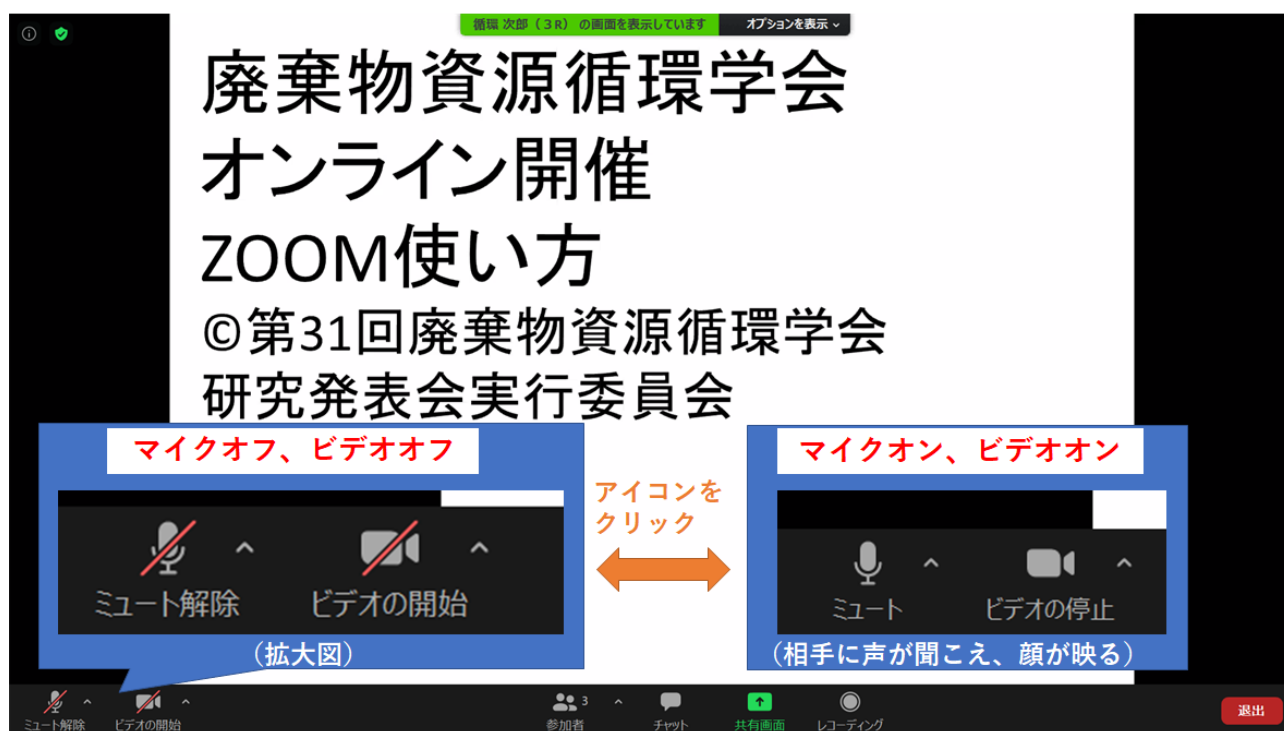 循環 次郎（３R） の画面を表示しています オプションを表示
廃棄物資源循環学会
オンライン開催
ZOOM使い方
©第31回廃棄物資源循環学会
研究発表会実行委員会
マイクオフ、ビデオオフ
ミュート解除 ビデオの開始
（拡大図）
アイコンを
クリック
マイクオン、ビデオオン
ミュート ビデオの停止
（相手に声が聞こえ、顔が映る）
ミュート解除 ビデオの開始 参加者 3 チャット 共有画面 レコーディング 退出